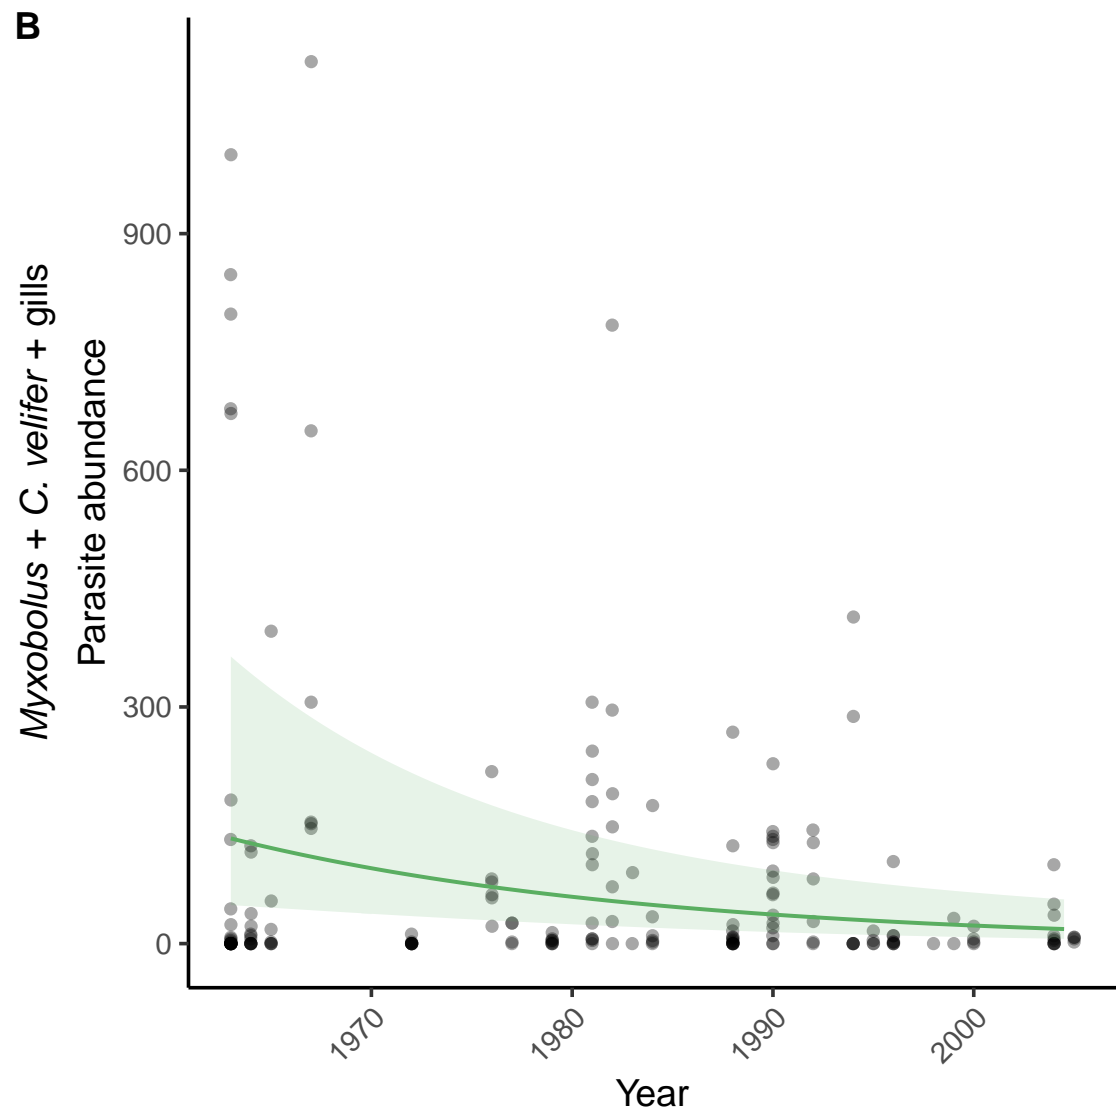 B
Myxobolus + C. velifer + gills
Parasite abundance
900
600
300
0
1970
1980
1990
2000
Year